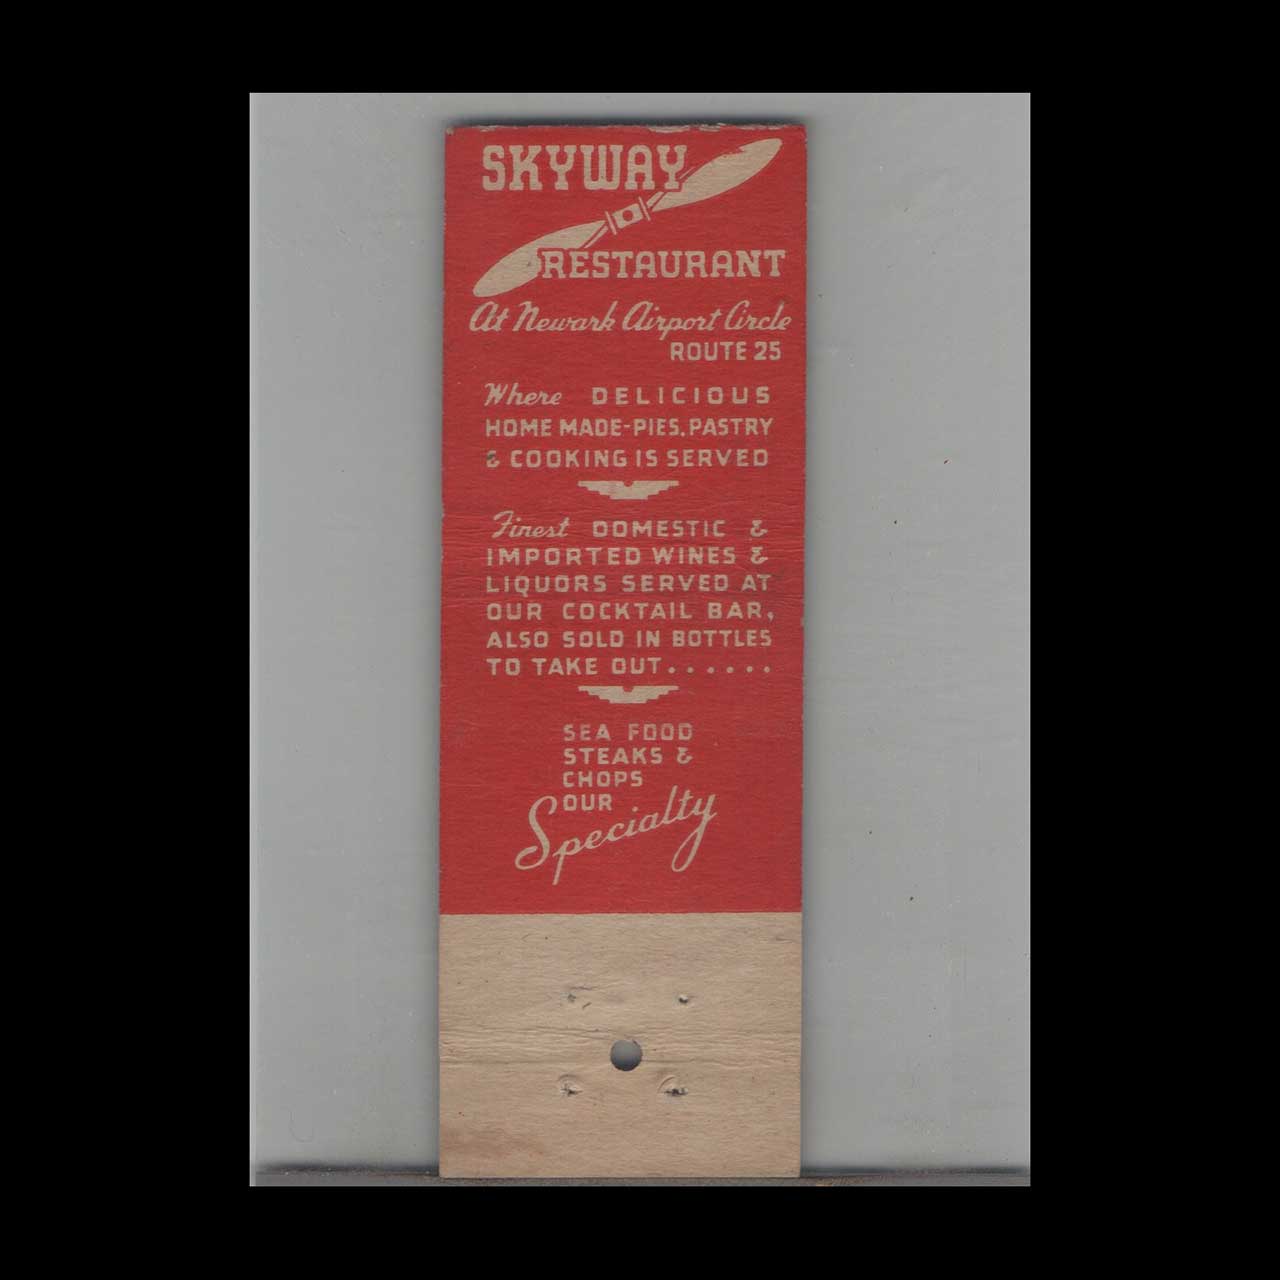 SKYWAY
RESTAURANT
At Newark Airport Circle
ROUTE 25
Where DELICIOUS
HOME MADE-PIES, PASTRY
& COOKING IS SERVED
Finest DOMESTIC &
IMPORTED WINES &
LIQUORS SERVED AT
OUR COCKTAIL BAR,
ALSO SOLD IN BOTTLES
TO TAKE OUT......
SEA FOOD
STEAKS &
CHOPS
OUR
Specialty